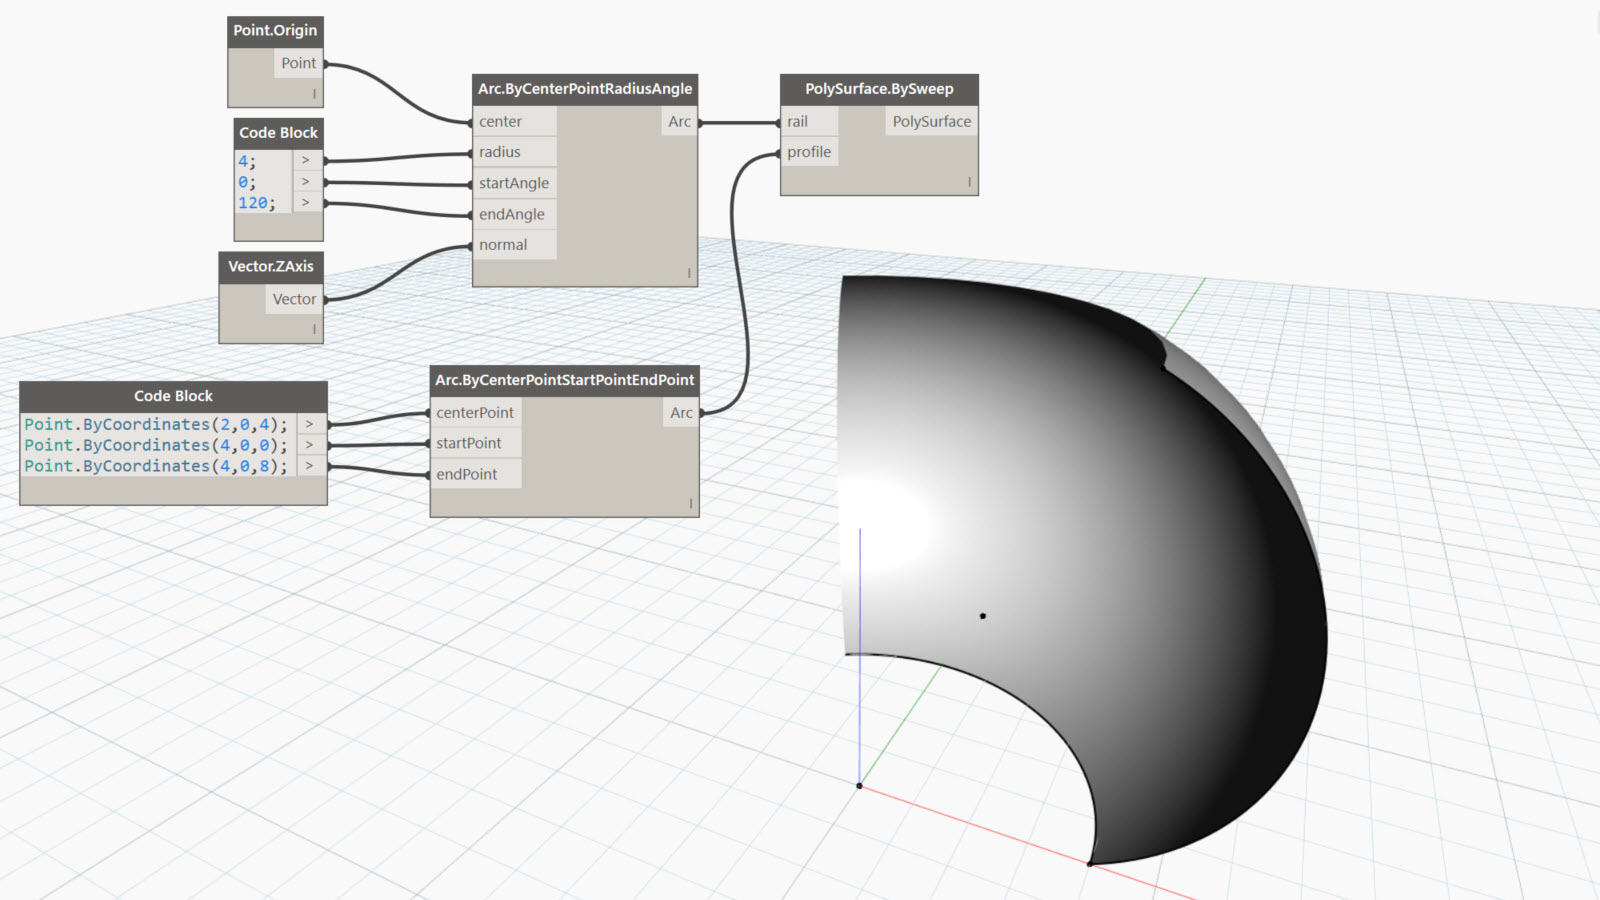 Point.Origin
Point
l
Code Block
4; >
0; >
120; >
Vector.ZAxis
Vector
l
Arc.ByCenterPointRadiusAngle
center Arc
radius
startAngle
endAngle
normal
l
PolySurface.BySweep
rail PolySurface
profile
l
Code Block
Point.ByCoordinates(2,0,4); >
Point.ByCoordinates(4,0,0); >
Point.ByCoordinates(4,0,8); >
Arc.ByCenterPointStartPointEndPoint
centerPoint Arc
startPoint
endPoint
l